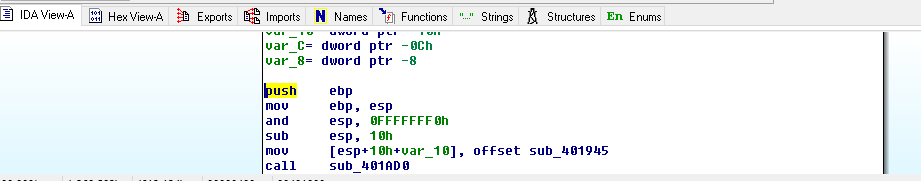 IDA View-A Hex View-A Exports Imports N Names Functions "..." Strings Structures En Enums
var_10= dword ptr -10h
var_C= dword ptr -0Ch
var_8= dword ptr -8
push ebp
mov ebp, esp
and esp, 0FFFFFFF0h
sub esp, 10h
mov [esp+10h+var_10], offset sub_401945
call sub_401AD0